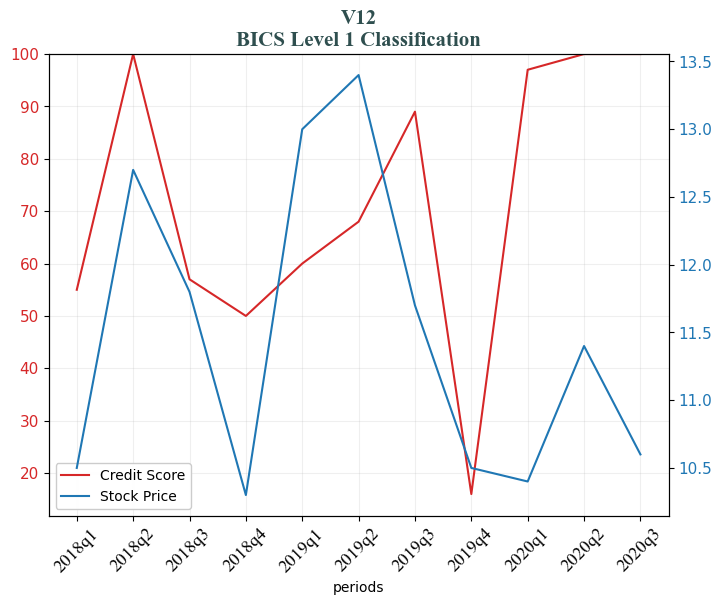 V12
BICS Level 1 Classification
100
90
80
70
60
50
40
30
20
13.5
13.0
12.5
12.0
11.5
11.0
10.5
Credit Score
Stock Price
2018q1
2018q2
2018q3
2018q4
2019q1
2019q2
2019q3
2019q4
2020q1
2020q2
2020q3
periods